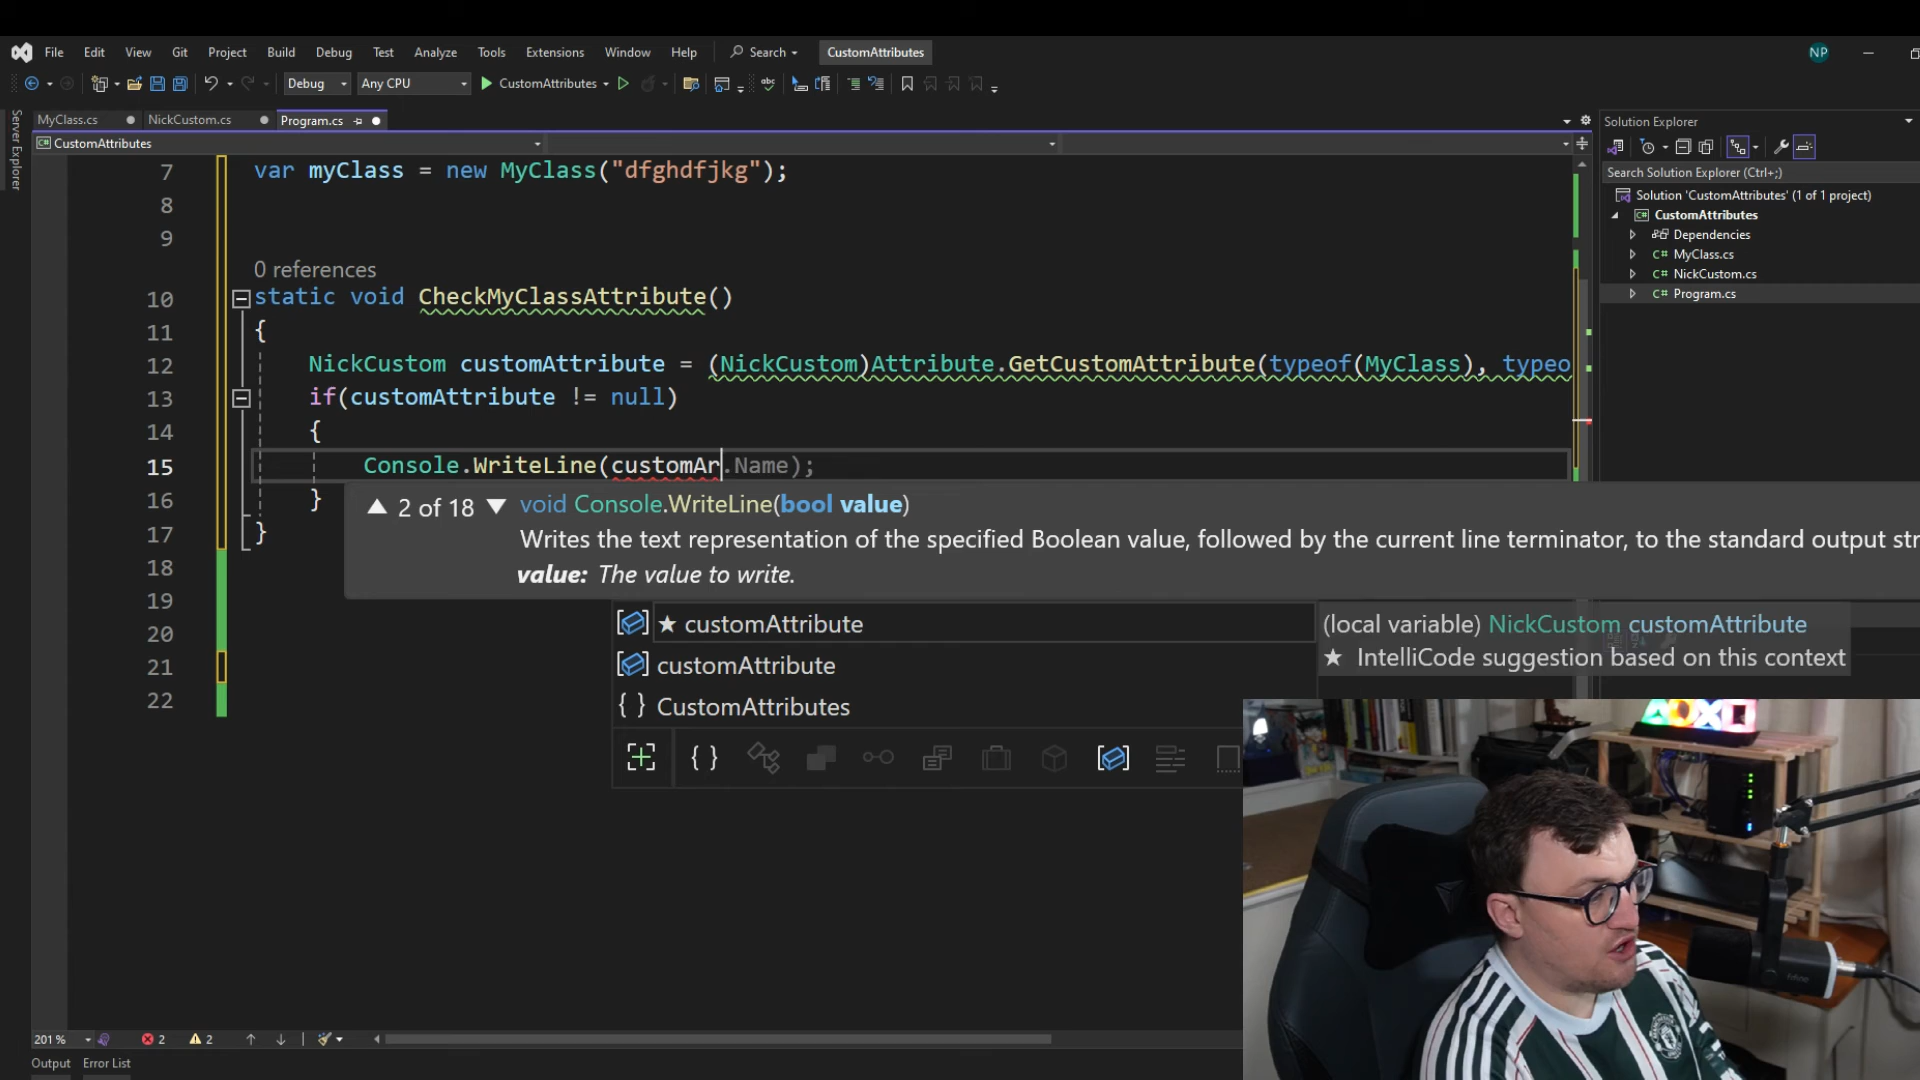 File Edit View Git Project Build Debug Test Analyze Tools Extensions Window Help Search CustomAttributes NP
Debug Any CPU CustomAttributes
Server Explorer
MyClass.cs NickCustom.cs Program.cs
CustomAttributes
7 var myClass = new MyClass("dfghdfjkg");
8
9
0 references
10 static void CheckMyClassAttribute()
11 {
12 NickCustom customAttribute = (NickCustom)Attribute.GetCustomAttribute(typeof(MyClass), typeo
13 if(customAttribute != null)
14 {
15 Console.WriteLine(customAr.Name);
16 }
17 }
18
19
20
21
22
2 of 18 void Console.WriteLine(bool value)
Writes the text representation of the specified Boolean value, followed by the current line terminator, to the standard output str
value: The value to write.
★ customAttribute
customAttribute
{ } CustomAttributes
(local variable) NickCustom customAttribute
★ IntelliCode suggestion based on this context
Solution Explorer
Search Solution Explorer (Ctrl+;)
Solution 'CustomAttributes' (1 of 1 project)
CustomAttributes
Dependencies
C# MyClass.cs
C# NickCustom.cs
C# Program.cs
201 % 2 2
Output Error List